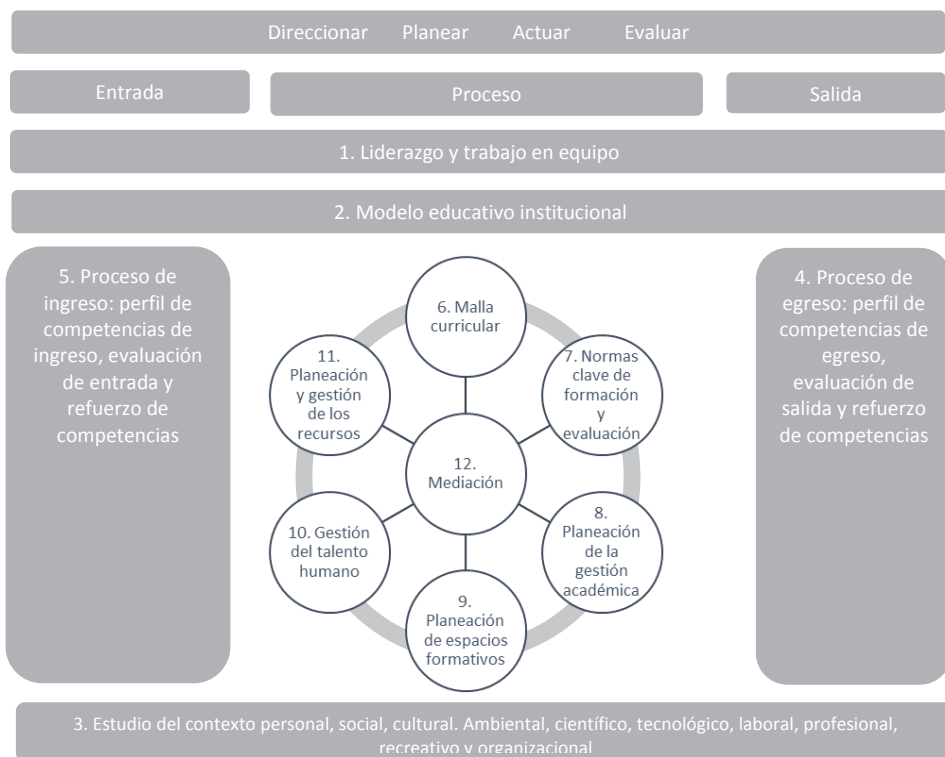 Direccionar Planear Actuar Evaluar
Entrada
Proceso
Salida
1. Liderazgo y trabajo en equipo
2. Modelo educativo institucional
5. Proceso de
ingreso: perfil de
competencias de
ingreso, evaluación
de entrada y
refuerzo de
competencias
6. Malla
curricular
7. Normas
clave de
formación
y
evaluación
8.
Planeación
de la
gestión
académica
9.
Planeación
de espacios
formativos
10. Gestión
del talento
humano
11.
Planeación
y gestión
de los
recursos
12.
Mediación
4. Proceso de
egreso: perfil de
competencias de
egreso,
evaluación de
salida y refuerzo
de competencias
3. Estudio del contexto personal, social, cultural. Ambiental, científico, tecnológico, laboral, profesional,
recreativo y organizacional